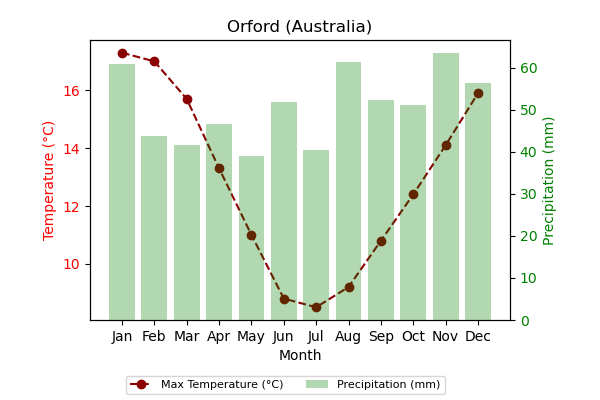 Orford (Australia)
Temperature (°C)
16
14
12
10
60
50
40
30
20
10
0
Precipitation (mm)
Jan Feb Mar Apr May Jun Jul Aug Sep Oct Nov Dec
Month
Max Temperature (°C) Precipitation (mm)